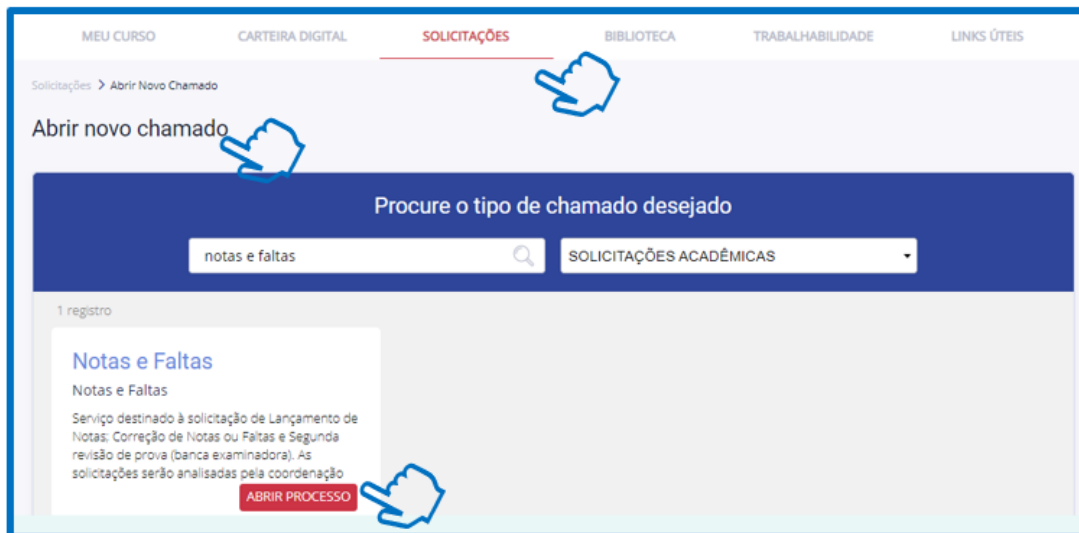 MEU CURSO CARTEIRA DIGITAL SOLICITAÇÕES BIBLIOTECA TRABALHABILIDADE LINKS ÚTEIS
Solicitações > Abrir Novo Chamado
Abrir novo chamado
Procure o tipo de chamado desejado
notas e faltas SOLICITAÇÕES ACADÊMICAS
1 registro
Notas e Faltas
Notas e Faltas
Serviço destinado à solicitação de Lançamento de
Notas; Correção de Notas ou Faltas e Segunda
revisão de prova (banca examinadora). As
solicitações serão analisadas pela coordenação
ABRIR PROCESSO